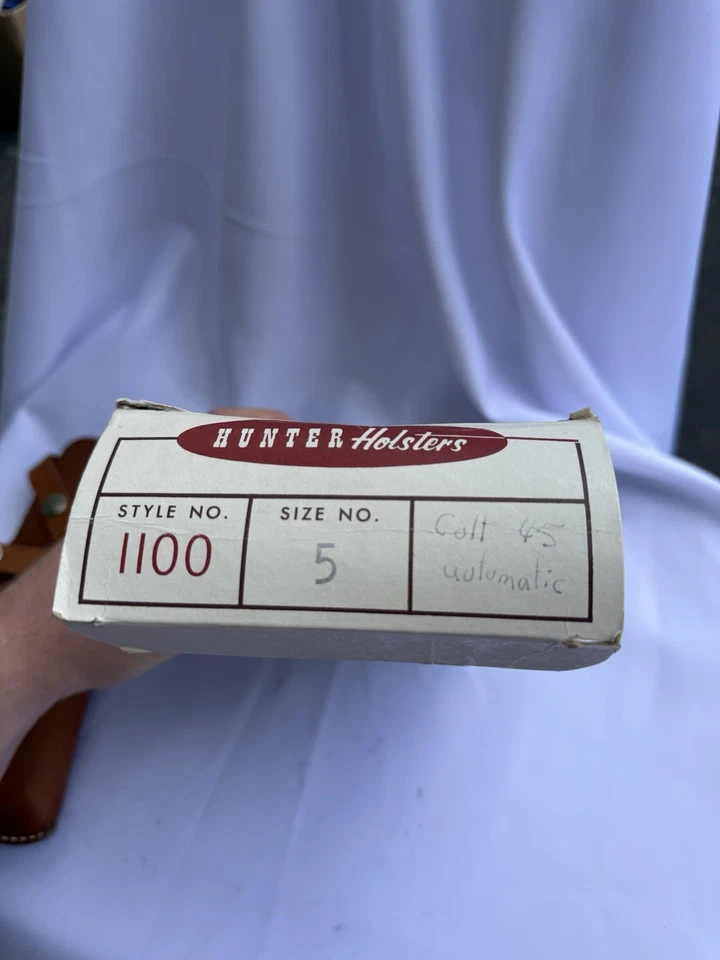 HUNTER Holsters
STYLE NO.
1100
SIZE NO.
5
Colt 45
automatic